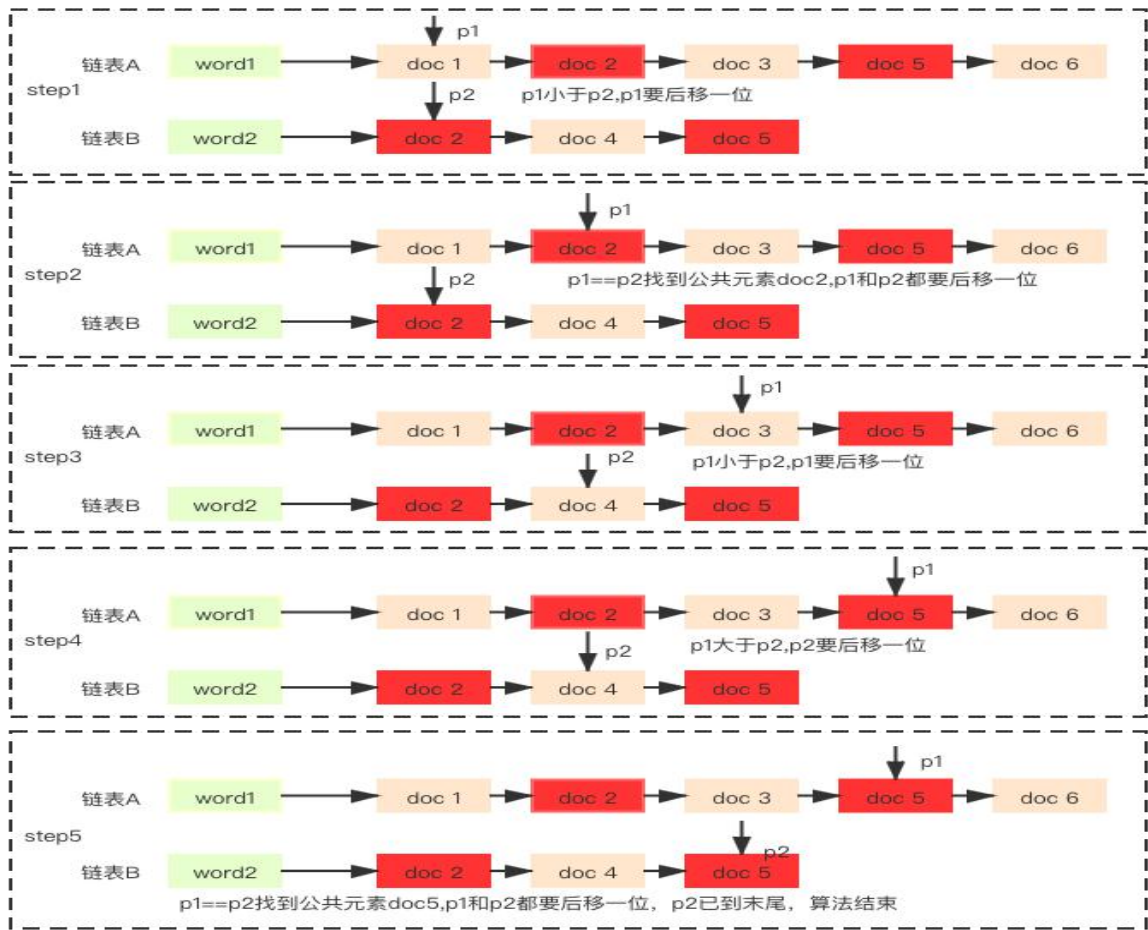 p1
链表A word1 doc 1 doc 2 doc 3 doc 5 doc 6
step1
p2 p1小于p2,p1要后移一位
链表B word2 doc 2 doc 4 doc 5
p1
链表A word1 doc 1 doc 2 doc 3 doc 5 doc 6
step2
p2 p1==p2找到公共元素doc2,p1和p2都要后移一位
链表B word2 doc 2 doc 4 doc 5
p1
链表A word1 doc 1 doc 2 doc 3 doc 5 doc 6
step3
p2 p1小于p2,p1要后移一位
链表B word2 doc 2 doc 4 doc 5
p1
链表A word1 doc 1 doc 2 doc 3 doc 5 doc 6
step4
p2 p1大于p2,p2要后移一位
链表B word2 doc 2 doc 4 doc 5
p1
链表A word1 doc 1 doc 2 doc 3 doc 5 doc 6
step5
p2
链表B word2 doc 2 doc 4 doc 5
p1==p2找到公共元素doc5,p1和p2都要后移一位，p2已到末尾，算法结束